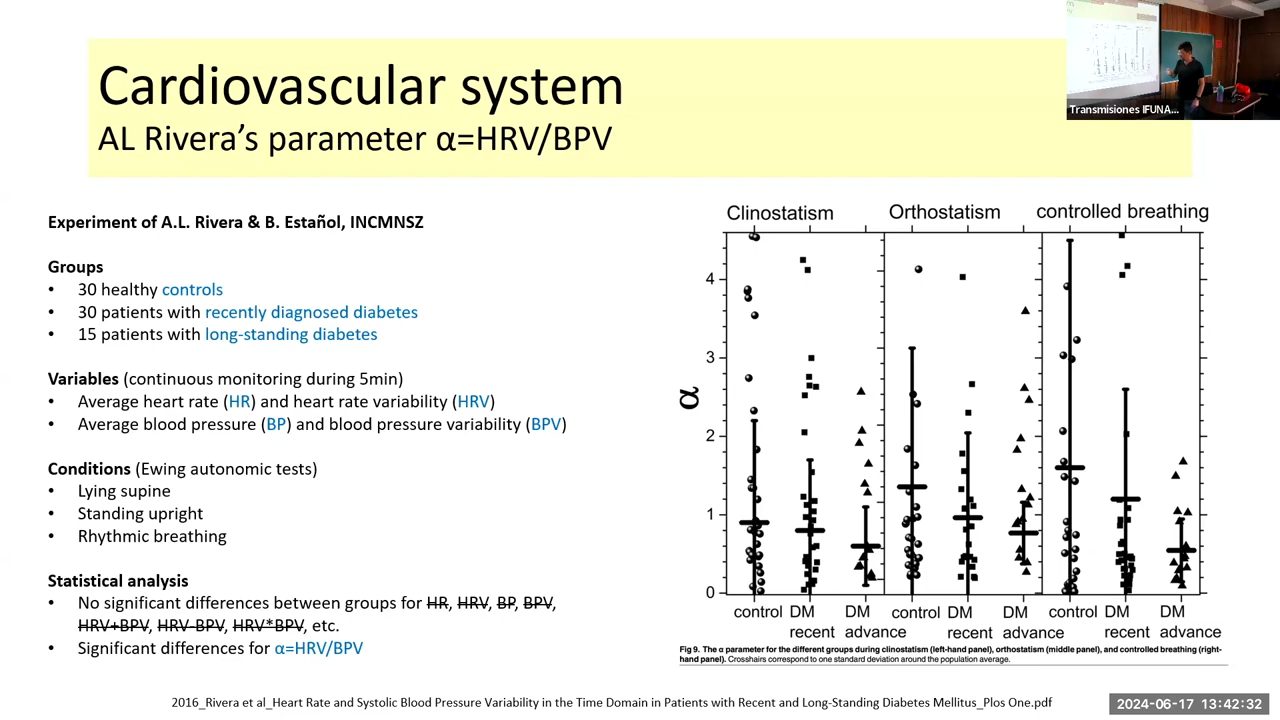 Cardiovascular system
AL Rivera's parameter α=HRV/BPV
Transmisiones IFUNA...
Experiment of A.L. Rivera & B. Estañol, INCMNSZ
Groups
• 30 healthy controls
• 30 patients with recently diagnosed diabetes
• 15 patients with long-standing diabetes
Variables (continuous monitoring during 5min)
• Average heart rate (HR) and heart rate variability (HRV)
• Average blood pressure (BP) and blood pressure variability (BPV)
Conditions (Ewing autonomic tests)
• Lying supine
• Standing upright
• Rhythmic breathing
Statistical analysis
• No significant differences between groups for HR, HRV, BP, BPV,
HRV+BPV, HRV-BPV, HRV*BPV, etc.
• Significant differences for α=HRV/BPV
Clinostatism Orthostatism controlled breathing
α
4
3
2
1
0
control DM DM control DM DM control DM DM
recent advance recent advance recent advance
Fig 9. The α parameter for the different groups during clinostatism (left-hand panel), orthostatism (middle panel), and controlled breathing (right-
hand panel). Crosshairs correspond to one standard deviation around the population average.
2016_Rivera et al_Heart Rate and Systolic Blood Pressure Variability in the Time Domain in Patients with Recent and Long-Standing Diabetes Mellitus_Plos One.pdf
2024-06-17 13:42:32